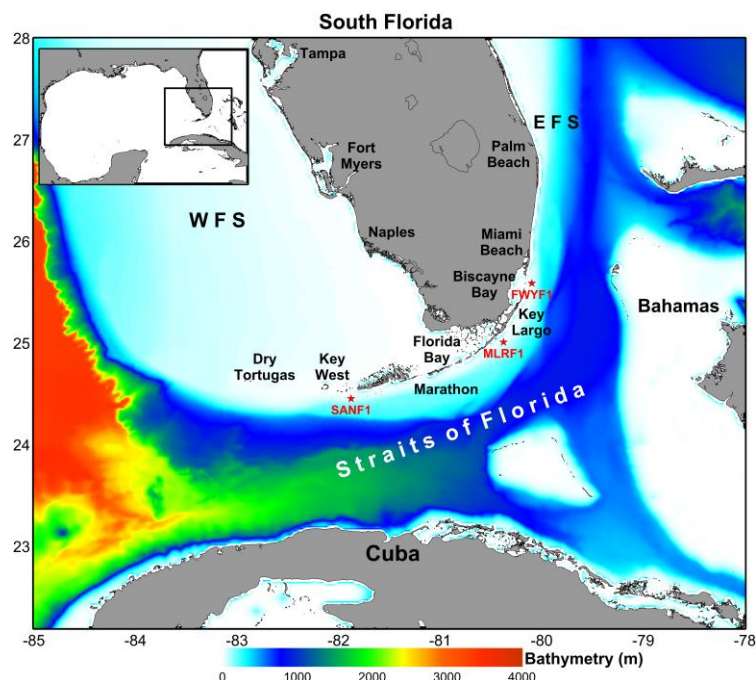 South Florida
28
27
26
25
24
23
Tampa
E F S
Fort
Myers
Palm
Beach
W F S
Naples
Miami
Beach
Biscayne
Bay
FWYF1
Bahamas
Key
Largo
Florida
Bay
MLRF1
Dry
Tortugas
Key
West
Marathon
SANF1
Straits of Florida
Cuba
-85
-84
-83
-82
-81
-80
-79
-78
Bathymetry (m)
0
1000
2000
3000
4000